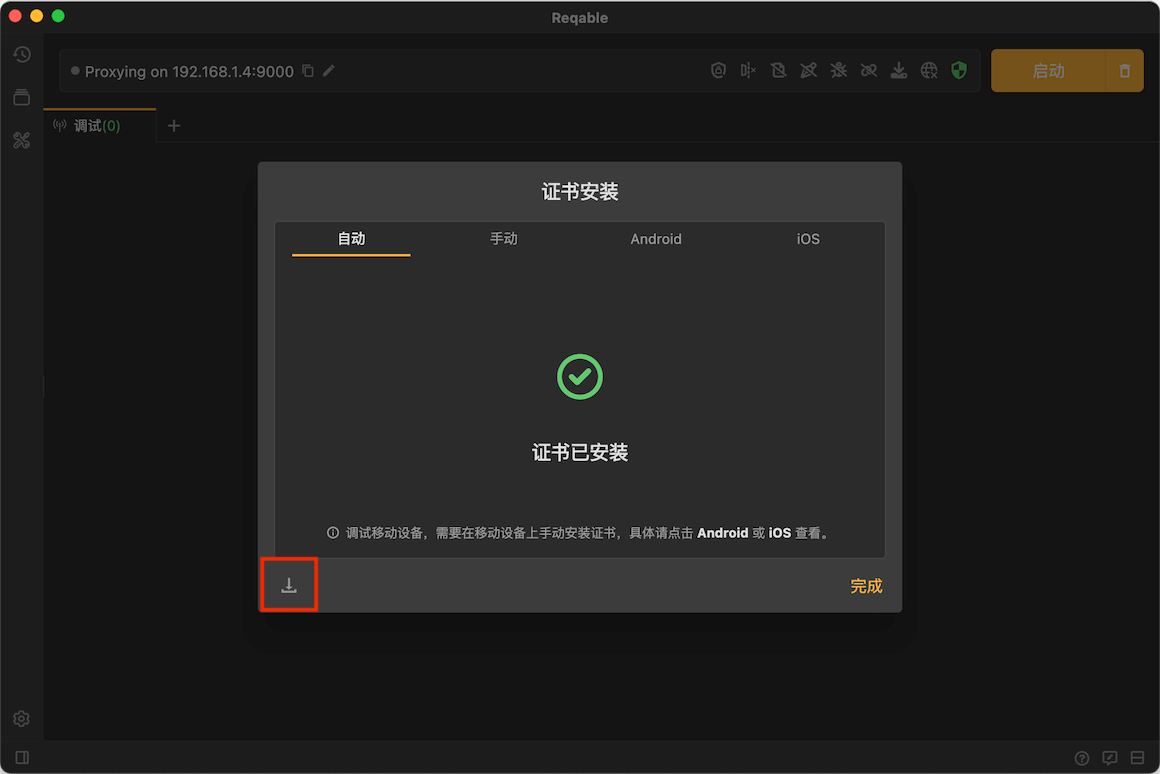 Reqable
Proxying on 192.168.1.4:9000
启动
调试(0)
证书安装
自动 手动 Android iOS
证书已安装
调试移动设备，需要在移动设备上手动安装证书，具体请点击 Android 或 iOS 查看。
完成